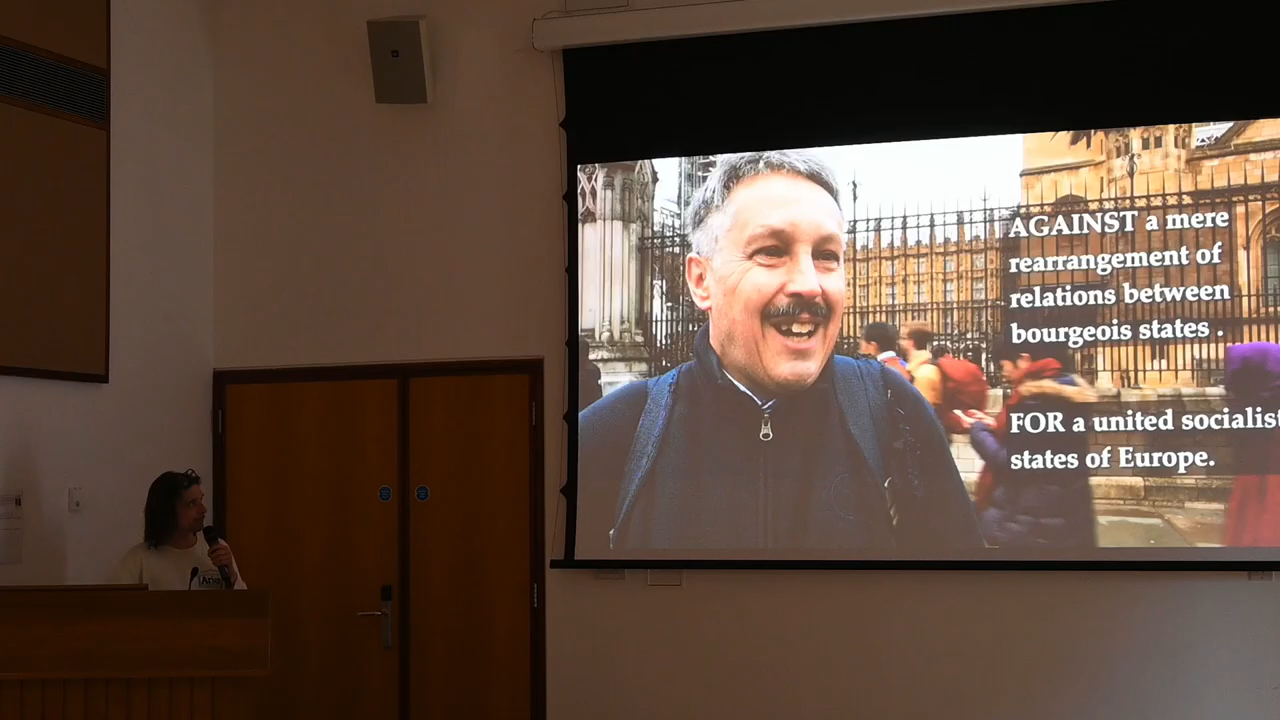 AGAINST a mere
rearrangement of
relations between
bourgeois states .
FOR a united socialist
states of Europe.